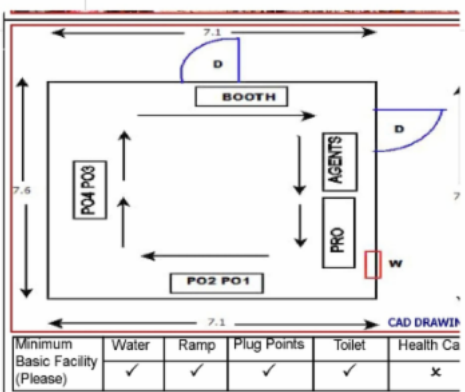 7.1
D
BOOTH
D
AGENTS
PO4 PO3
7.6
7
PRO
W
PO2 PO1
7.1
CAD DRAWIN
Minimum Basic Facility (Please) Water Ramp Plug Points Toilet Health Ca
✓ ✓ ✓ ✓ ×